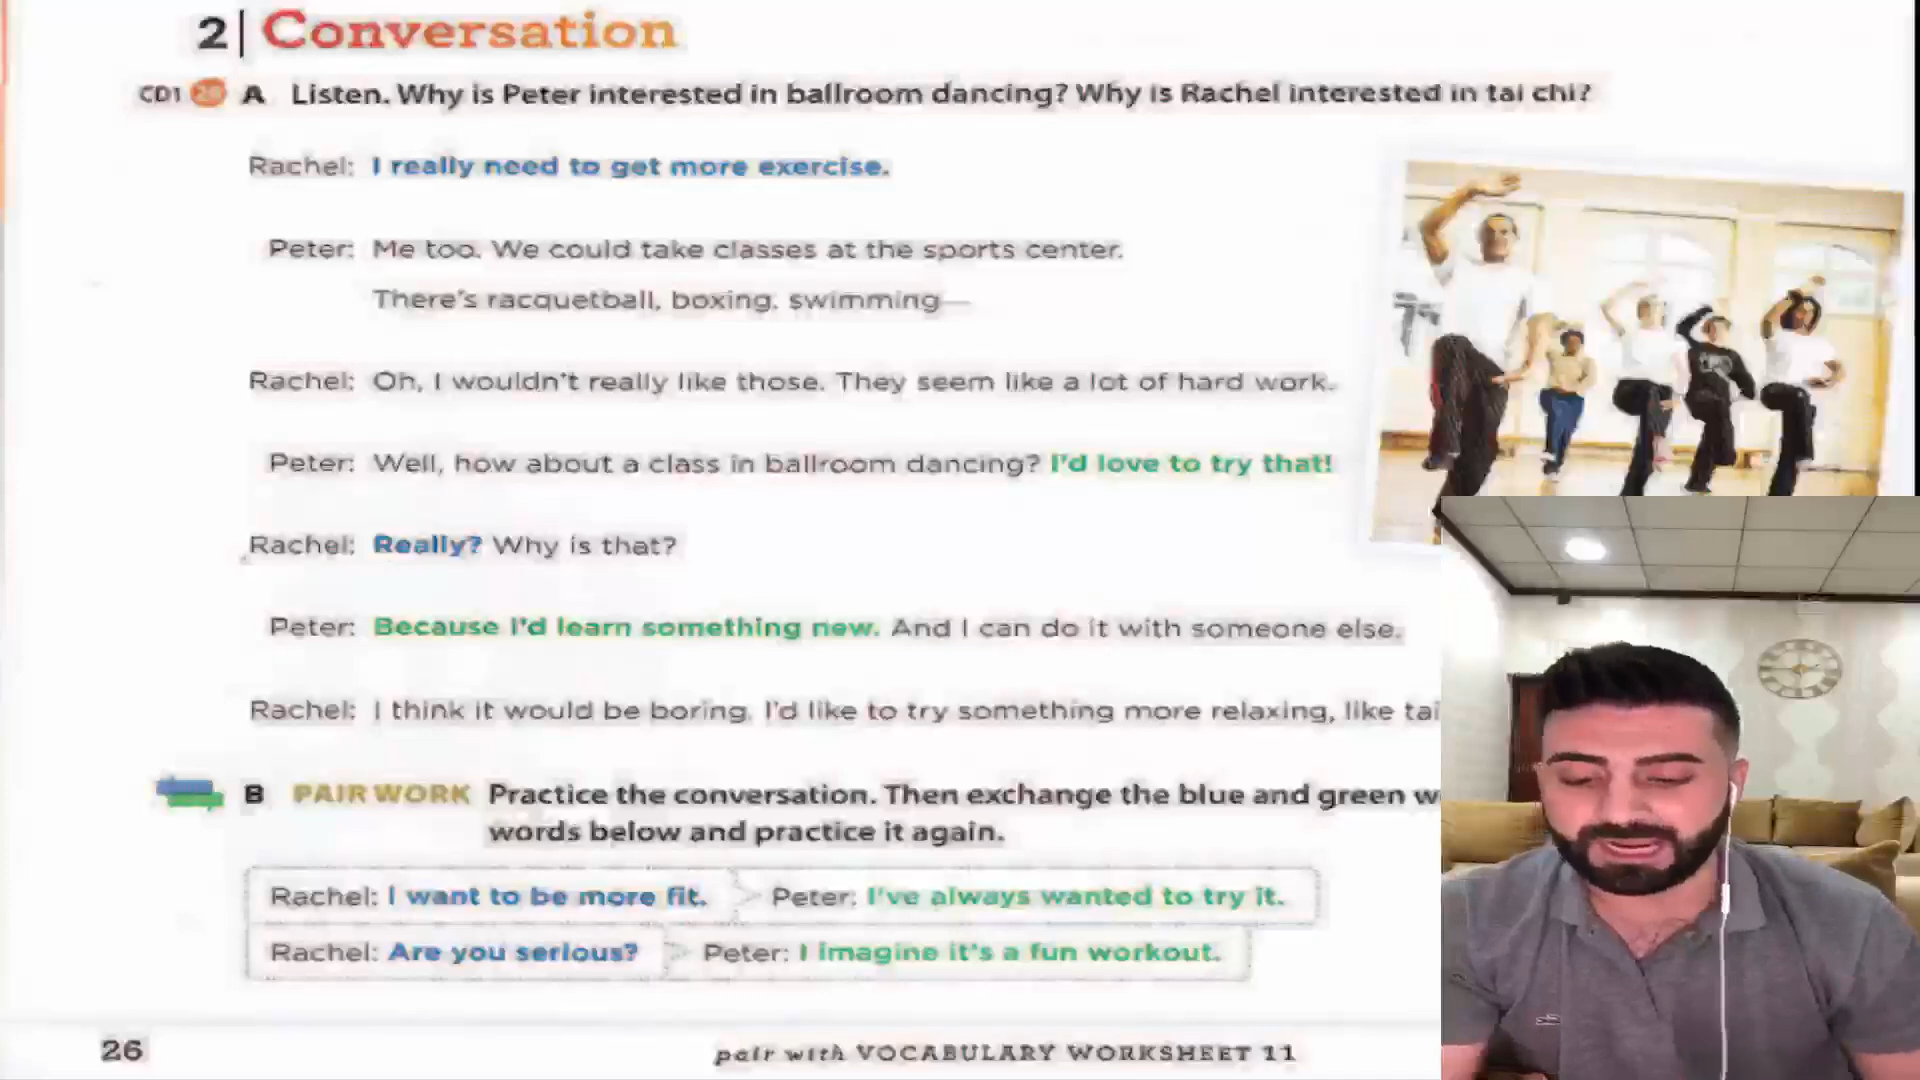 2 | Conversation
CD1 28 A Listen. Why is Peter interested in ballroom dancing? Why is Rachel interested in tai chi?
Rachel: I really need to get more exercise.
Peter: Me too. We could take classes at the sports center.
There's racquetball, boxing, swimming—
Rachel: Oh, I wouldn't really like those. They seem like a lot of hard work.
Peter: Well, how about a class in ballroom dancing? I'd love to try that!
Rachel: Really? Why is that?
Peter: Because I'd learn something new. And I can do it with someone else.
Rachel: I think it would be boring. I'd like to try something more relaxing, like tai
B PAIR WORK Practice the conversation. Then exchange the blue and green w
words below and practice it again.
Rachel: I want to be more fit. Peter: I've always wanted to try it.
Rachel: Are you serious? Peter: I imagine it's a fun workout.
26
pair with VOCABULARY WORKSHEET 11